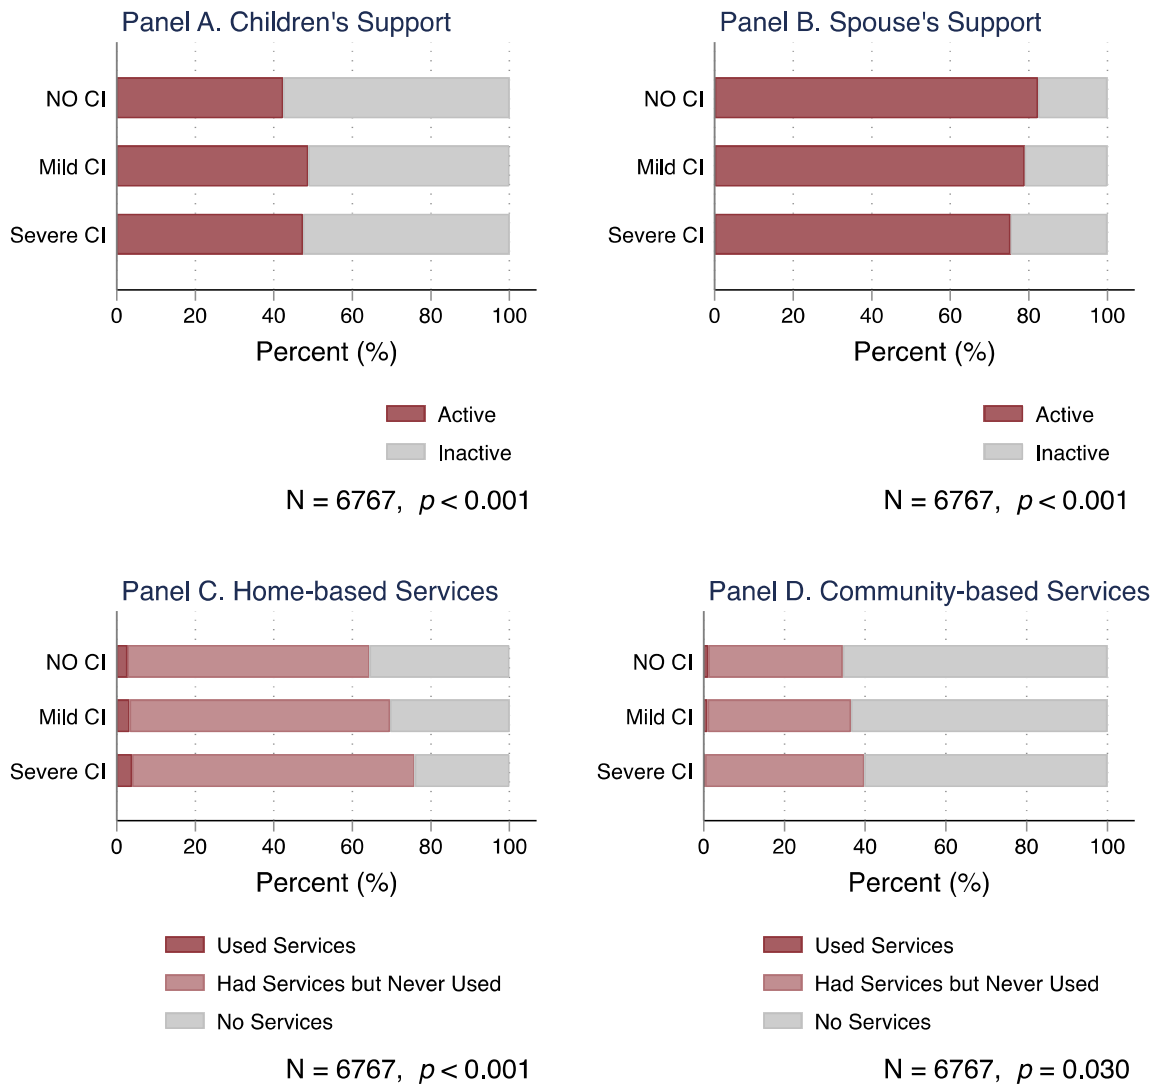 Panel A. Children's Support
NO CI
Mild CI
Severe CI
0 20 40 60 80 100
Percent (%)
Active
Inactive
N = 6767, p < 0.001
Panel B. Spouse's Support
NO CI
Mild CI
Severe CI
0 20 40 60 80 100
Percent (%)
Active
Inactive
N = 6767, p < 0.001
Panel C. Home-based Services
NO CI
Mild CI
Severe CI
0 20 40 60 80 100
Percent (%)
Used Services
Had Services but Never Used
No Services
N = 6767, p < 0.001
Panel D. Community-based Services
NO CI
Mild CI
Severe CI
0 20 40 60 80 100
Percent (%)
Used Services
Had Services but Never Used
No Services
N = 6767, p = 0.030